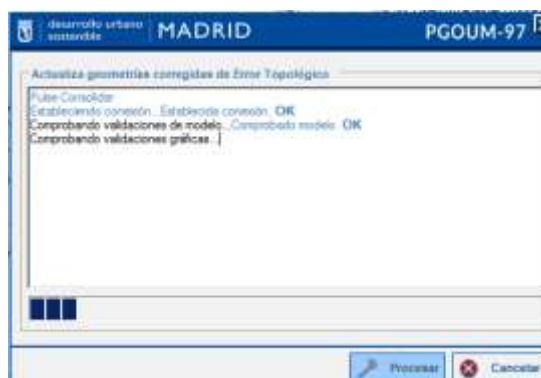 desarrollo urbano
sostenible
MADRID
PGOUM-97
Actualiza geometrías corregidas de Error Topológico
Pulse Consolidar
Estableciendo conexión...Establecida conexión. OK
Comprobando validaciones de modelo...Comprobado modelo. OK
Comprobando validaciones gráficas...
Procesar
Cancelar